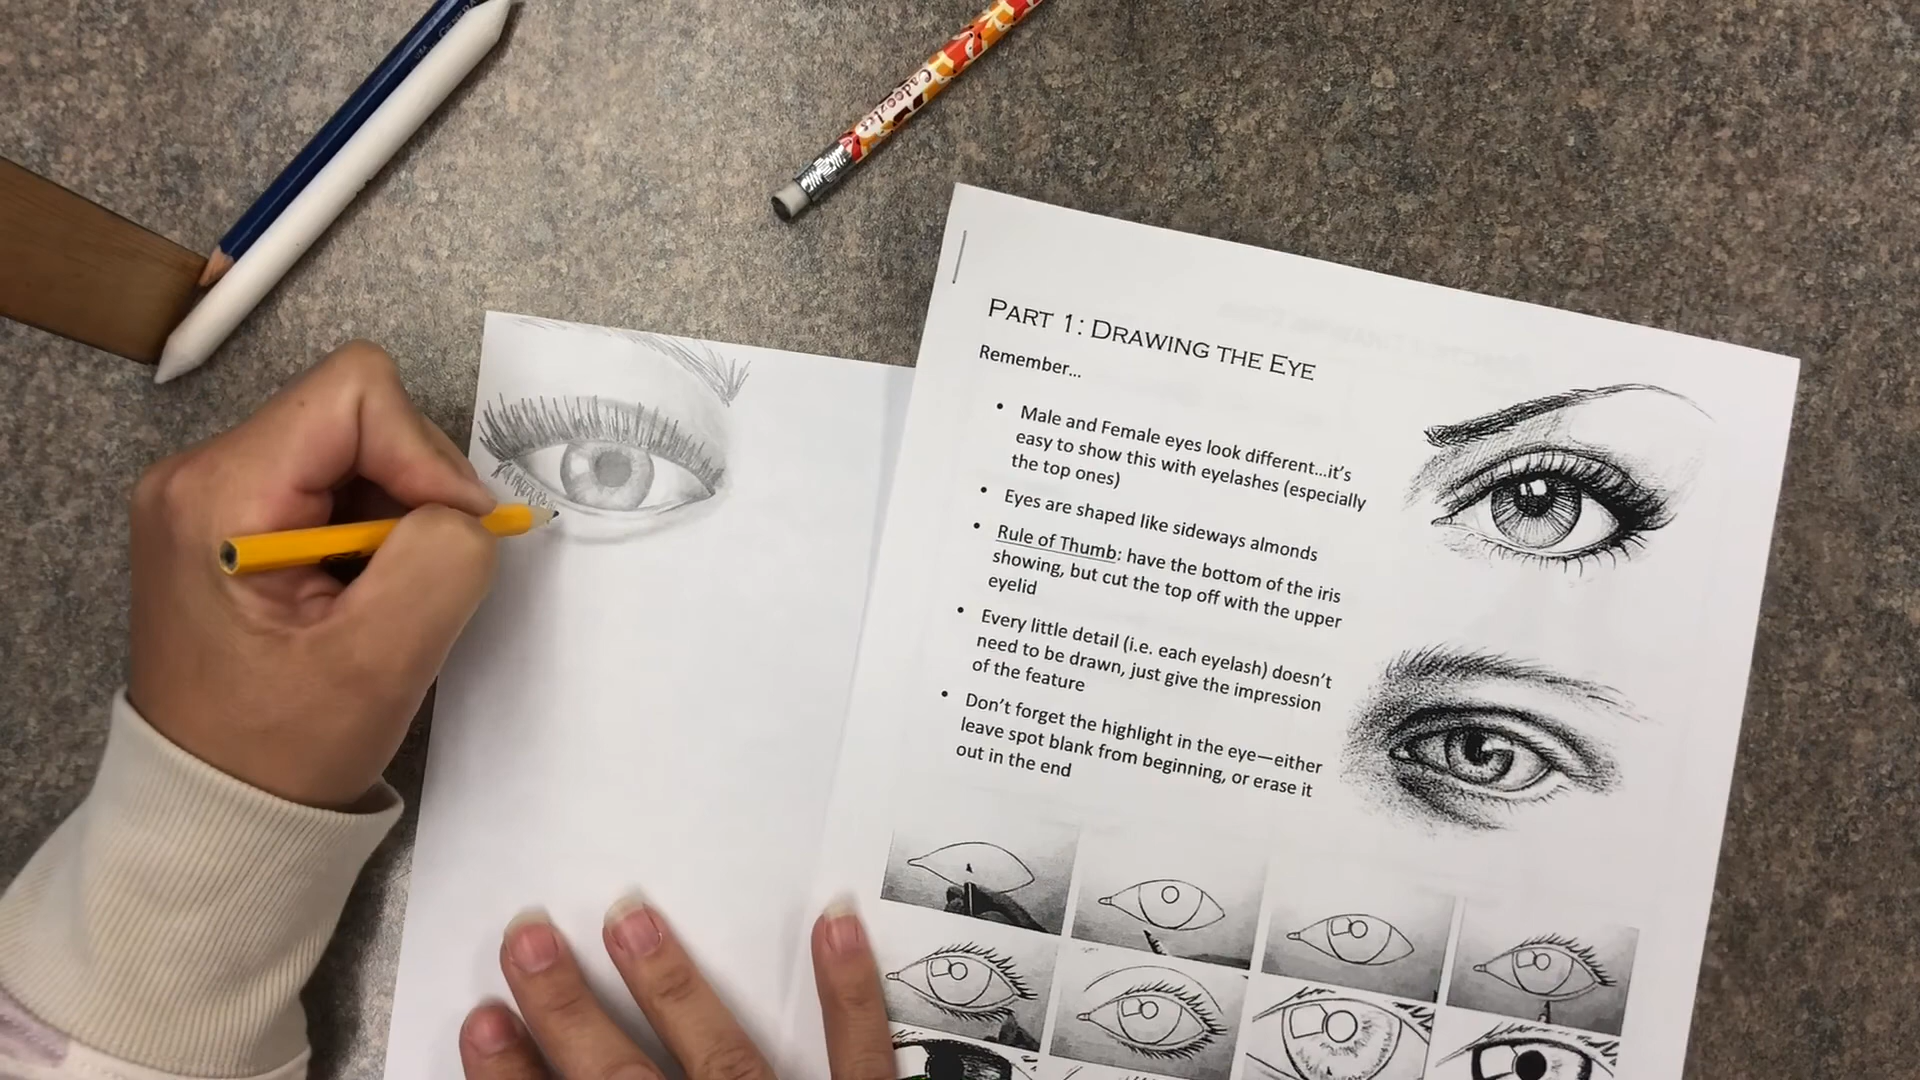 GENERAL
Cadoozles
PART 1: DRAWING THE EYE
Remember...
• Male and Female eyes look different...it's
easy to show this with eyelashes (especially
the top ones)
• Eyes are shaped like sideways almonds
• Rule of Thumb: have the bottom of the iris
showing, but cut the top off with the upper
eyelid
• Every little detail (i.e. each eyelash) doesn't
need to be drawn, just give the impression
of the feature
• Don't forget the highlight in the eye—either
leave spot blank from beginning, or erase it
out in the end